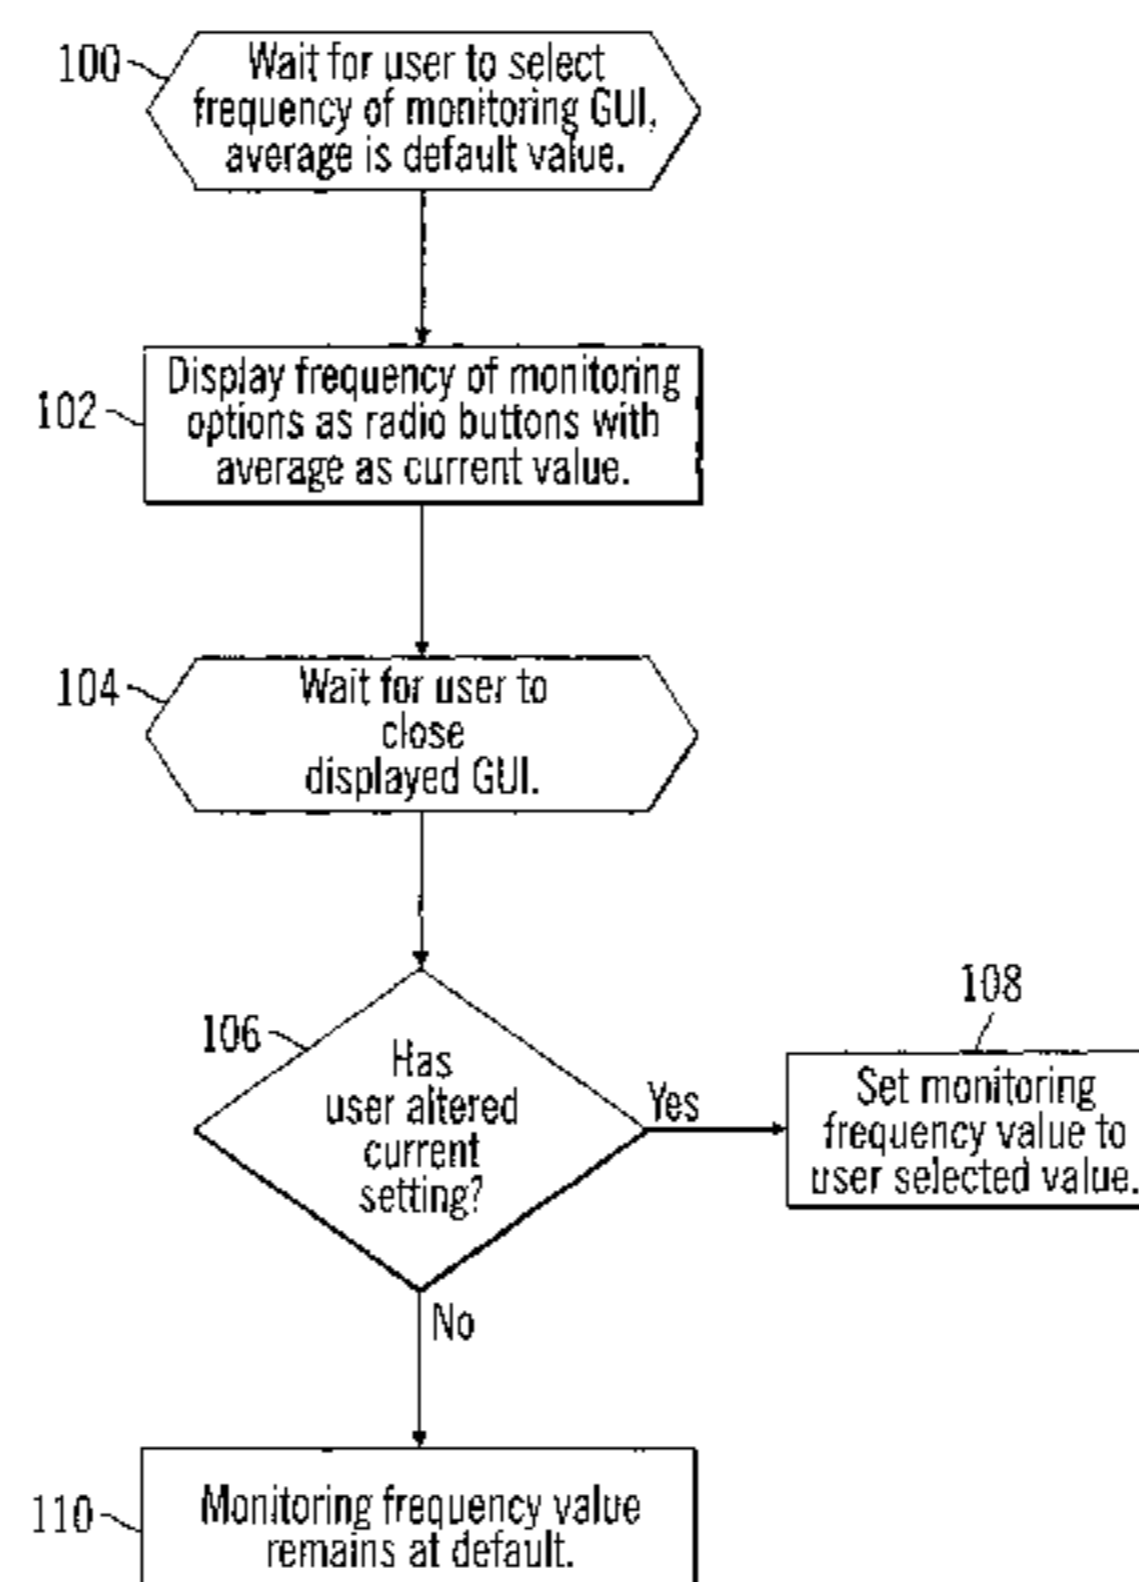 100
Wait for user to select
frequency of monitoring GUI,
average is default value.
102
Display frequency of monitoring
options as radio buttons with
average as current value.
104
Wait for user to
close
displayed GUI.
106
Has
user altered
current
setting?
Yes
108
Set monitoring
frequency value to
user selected value.
No
110
Monitoring frequency value
remains at default.